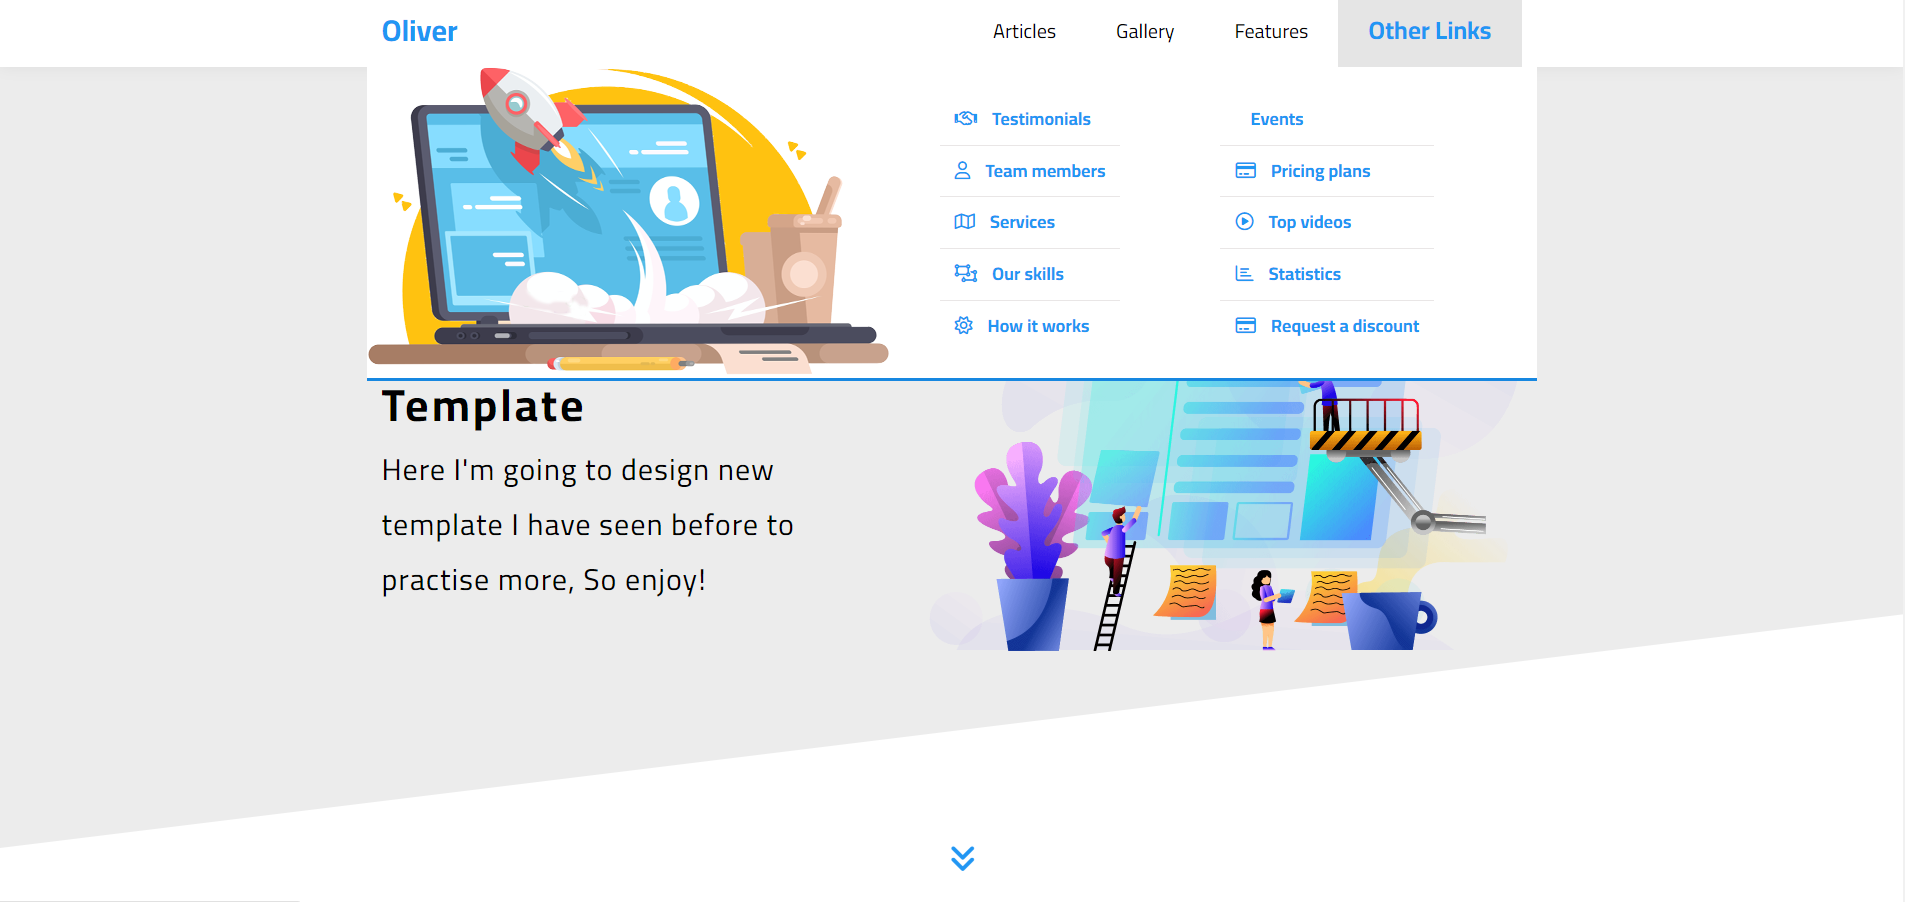 Oliver
Articles
Gallery
Features
Other Links
Testimonials
Team members
Services
Our skills
How it works
Events
Pricing plans
Top videos
Statistics
Request a discount
Template
Here I'm going to design new
template I have seen before to
practise more, So enjoy!